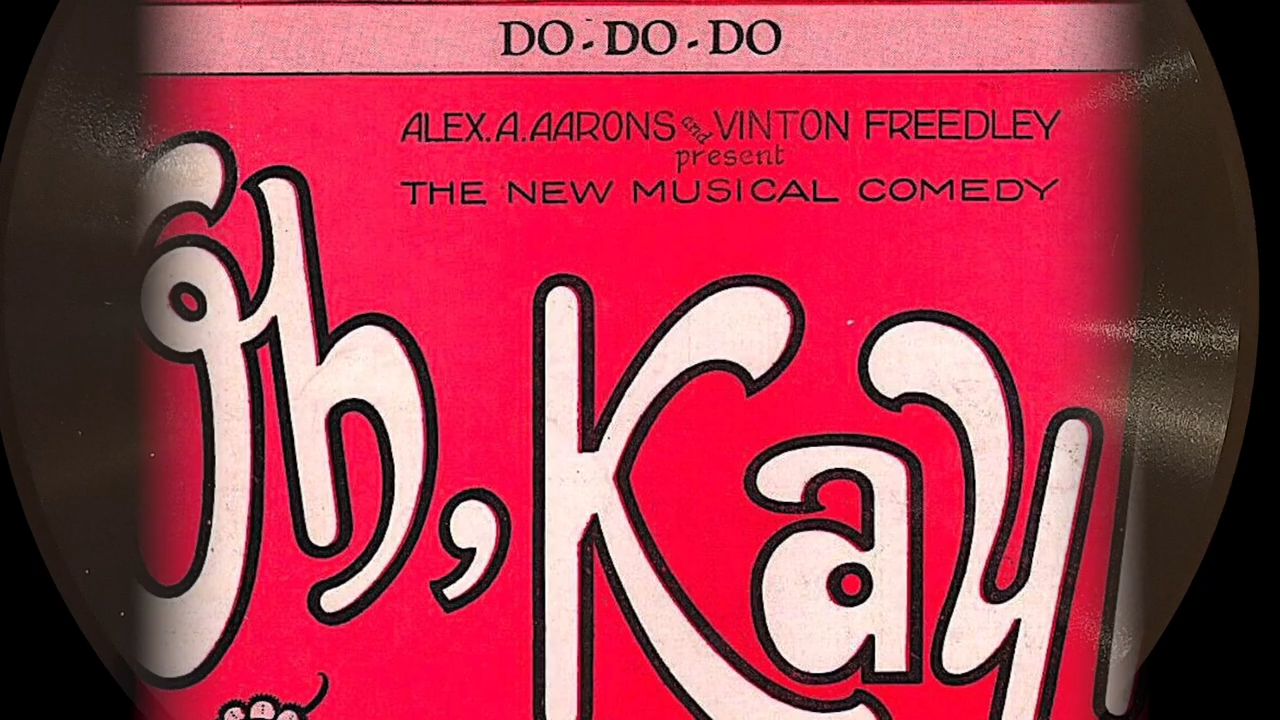 DO-DO-DO
ALEX. A. AARONS and VINTON FREEDLEY
present
THE NEW MUSICAL COMEDY
Oh, Kay!